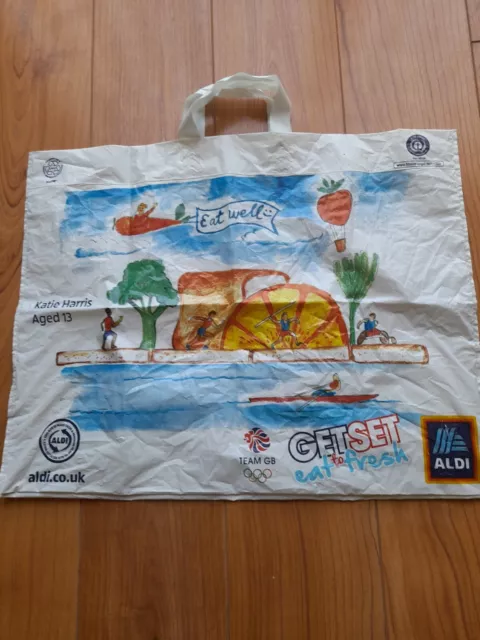 Eat well
Katie Harris
Aged 13
ALDI
aldi.co.uk
TEAM GB
GETSET
to
eat fresh
ALDI